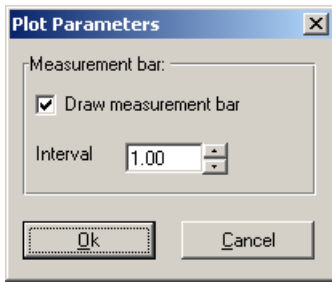 Plot Parameters
Measurement bar:
Draw measurement bar
Interval 1.00
Ok Cancel